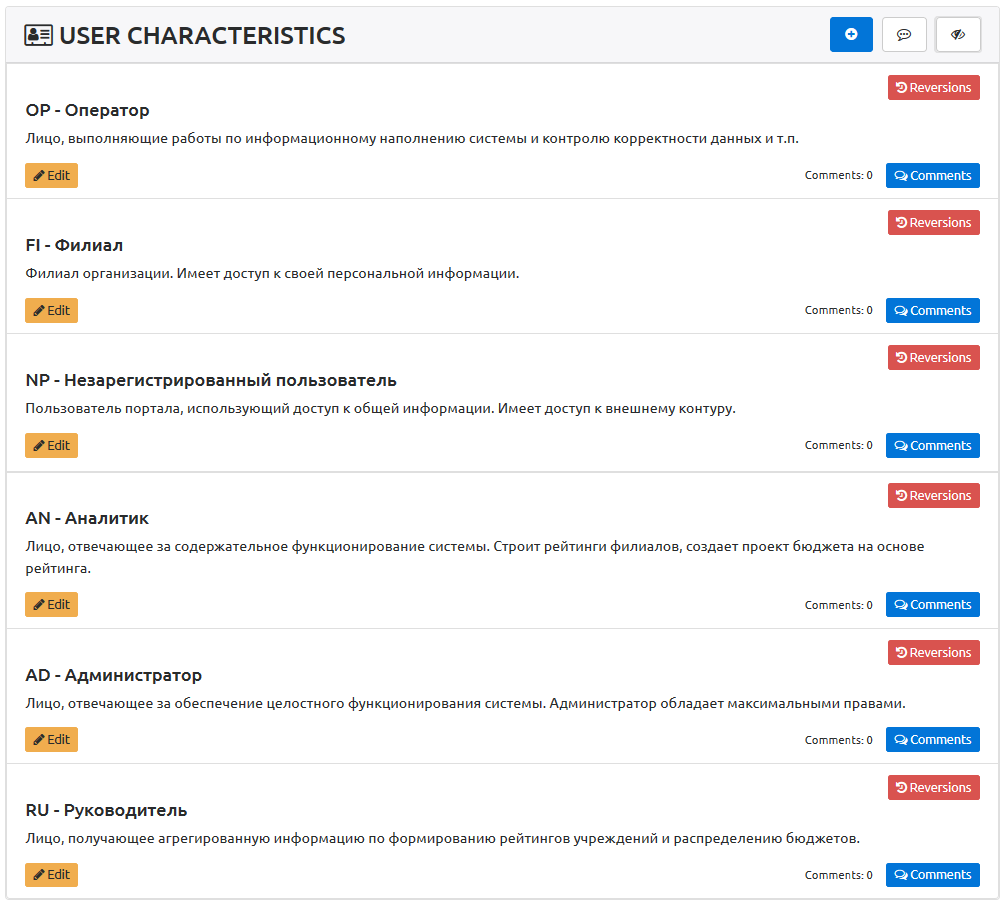 USER CHARACTERISTICS
Reversions
OP - Оператор
Лицо, выполняющие работы по информационному наполнению системы и контролю корректности данных и т.п.
Edit
Comments: 0
Comments
Reversions
FI - Филиал
Филиал организации. Имеет доступ к своей персональной информации.
Edit
Comments: 0
Comments
Reversions
NP - Незарегистрированный пользователь
Пользователь портала, использующий доступ к общей информации. Имеет доступ к внешнему контуру.
Edit
Comments: 0
Comments
Reversions
AN - Аналитик
Лицо, отвечающее за содержательное функционирование системы. Строит рейтинги филиалов, создает проект бюджета на основе
рейтинга.
Edit
Comments: 0
Comments
Reversions
AD - Администратор
Лицо, отвечающее за обеспечение целостного функционирования системы. Администратор обладает максимальными правами.
Edit
Comments: 0
Comments
Reversions
RU - Руководитель
Лицо, получающее агрегированную информацию по формированию рейтингов учреждений и распределению бюджетов.
Edit
Comments: 0
Comments